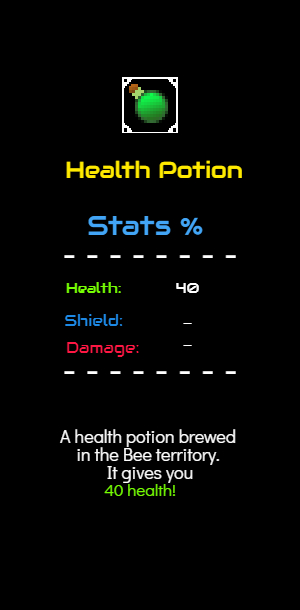 Health Potion
Stats %
- - - - - - - -
Health: 40
Shield: _
Damage: _
- - - - - - - -
A health potion brewed
in the Bee territory.
It gives you
40 health!